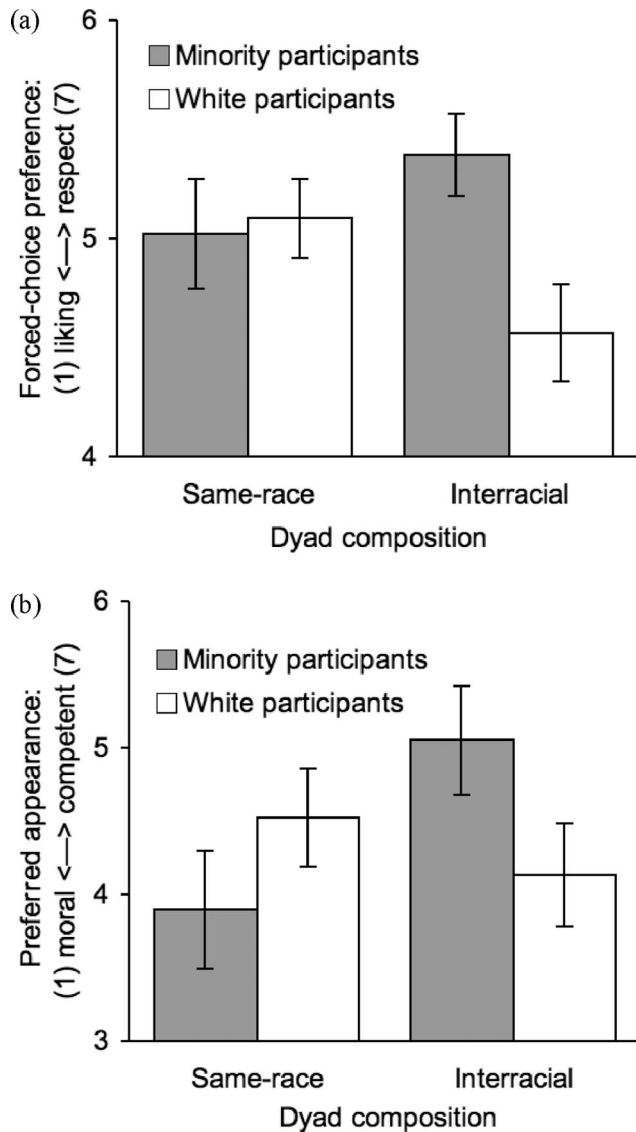 (a)
6
5
4
Forced-choice preference:
(1) liking <—> respect (7)
Minority participants
White participants
Same-race
Interracial
Dyad composition
(b)
6
5
4
3
Preferred appearance:
(1) moral <—> competent (7)
Minority participants
White participants
Same-race
Interracial
Dyad composition